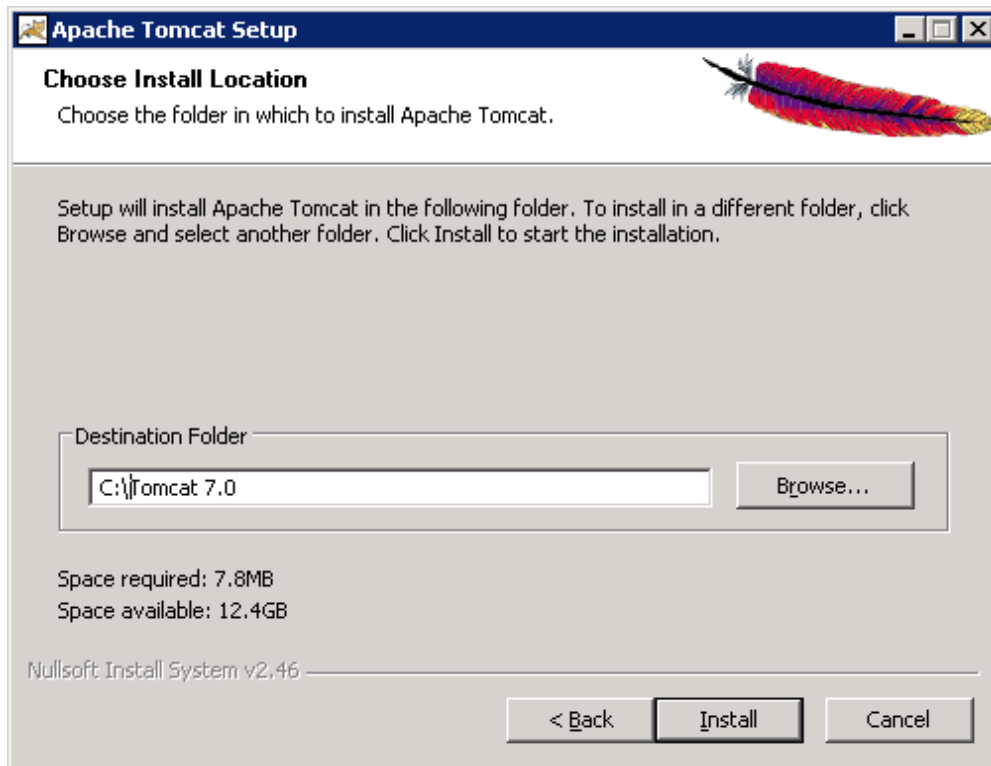 Apache Tomcat Setup
Choose Install Location
Choose the folder in which to install Apache Tomcat.
Setup will install Apache Tomcat in the following folder. To install in a different folder, click
Browse and select another folder. Click Install to start the installation.
Destination Folder
C:\Tomcat 7.0
Browse...
Space required: 7.8MB
Space available: 12.4GB
Nullsoft Install System v2.46
< Back
Install
Cancel